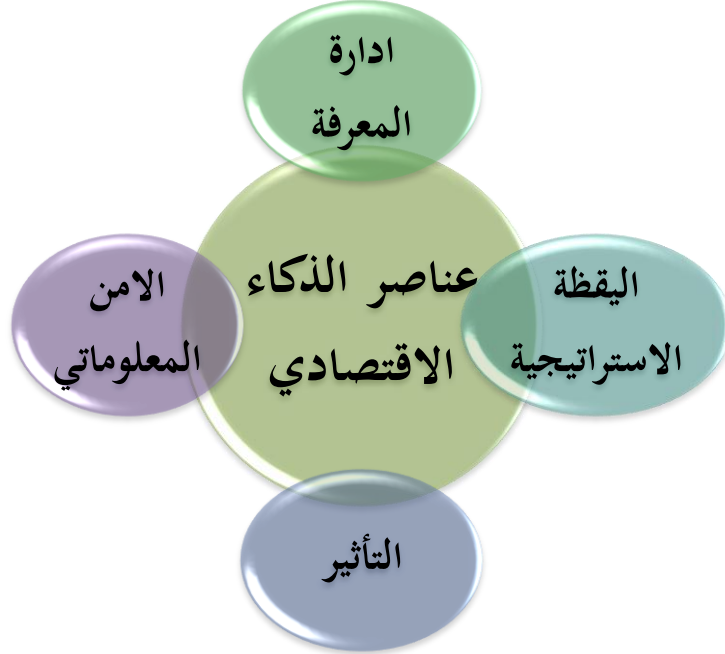 ادارة
المعرفة
عناصر الذكاء
الاقتصادي
اليقظة
الاستراتيجية
الامن
المعلوماتي
التأثير